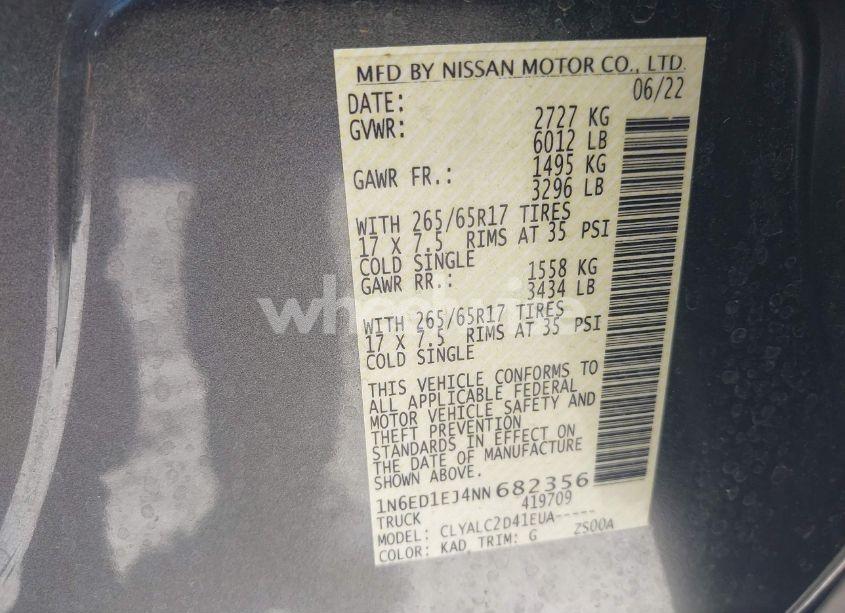 MFD BY NISSAN MOTOR CO., LTD.
DATE: 06/22
GVWR: 2727 KG
6012 LB
GAWR FR.: 1495 KG
3296 LB
WITH 265/65R17 TIRES
17 X 7.5 RIMS AT 35 PSI
COLD SINGLE
GAWR RR.: 1558 KG
3434 LB
WITH 265/65R17 TIRES
17 X 7.5 RIMS AT 35 PSI
COLD SINGLE
THIS VEHICLE CONFORMS TO
ALL APPLICABLE FEDERAL
MOTOR VEHICLE SAFETY AND
THEFT PREVENTION
STANDARDS IN EFFECT ON
THE DATE OF MANUFACTURE
SHOWN ABOVE.
1N6ED1EJ4NN682356
TRUCK 419709
MODEL: CLYALC2D41EUA-----
COLOR: KAD, TRIM: G ZS00A